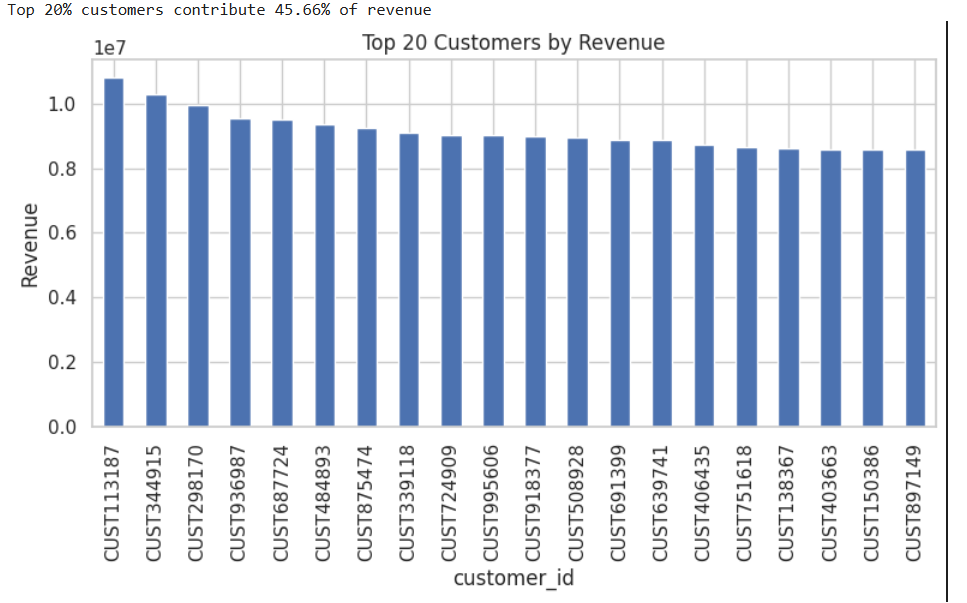 Top 20% customers contribute 45.66% of revenue
Top 20 Customers by Revenue
1e7
1.0
0.8
0.6
0.4
0.2
0.0
Revenue
CUST113187
CUST344915
CUST298170
CUST936987
CUST687724
CUST484893
CUST875474
CUST339118
CUST724909
CUST995606
CUST918377
CUST508928
CUST691399
CUST639741
CUST406435
CUST751618
CUST138367
CUST403663
CUST150386
CUST897149
customer_id